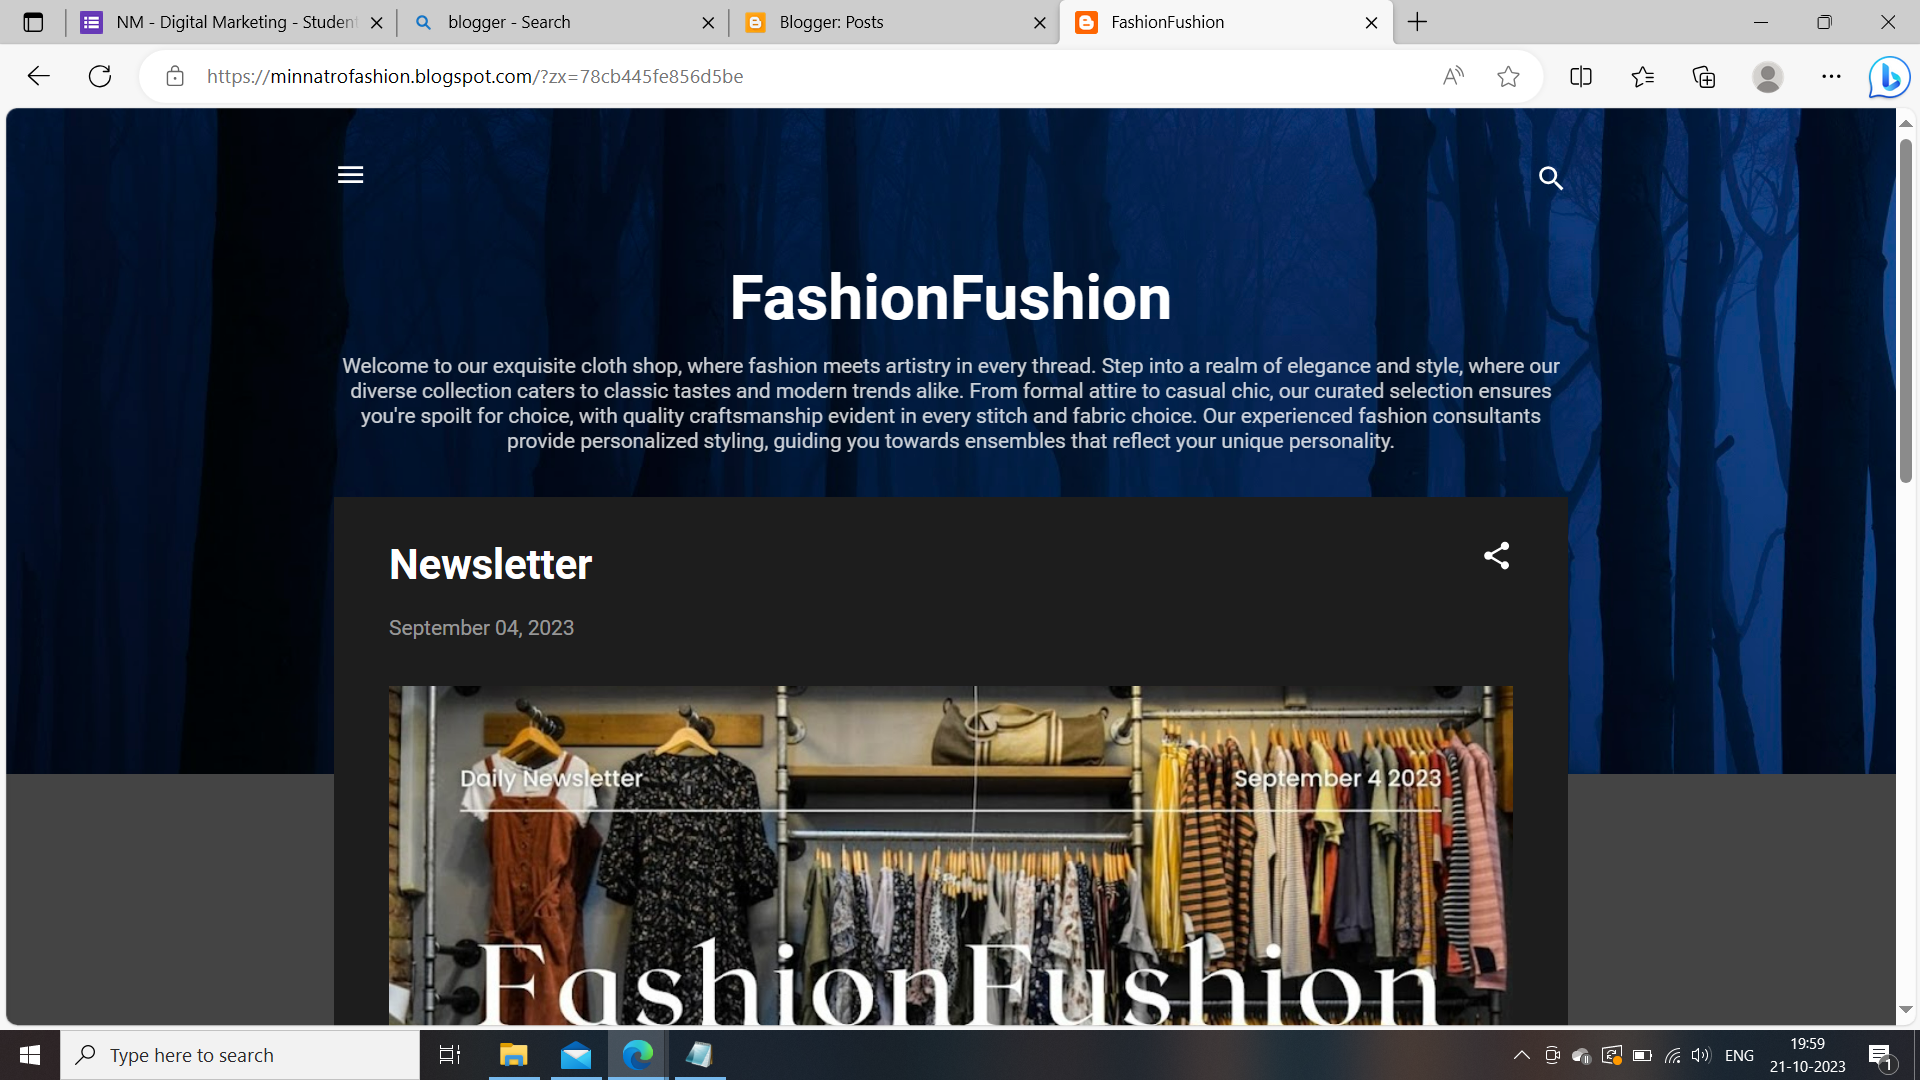 NM - Digital Marketing - Student
blogger - Search
Blogger: Posts
FashionFushion
https://minnatrofashion.blogspot.com/?zx=78cb445fe856d5be
FashionFushion
Welcome to our exquisite cloth shop, where fashion meets artistry in every thread. Step into a realm of elegance and style, where our
diverse collection caters to classic tastes and modern trends alike. From formal attire to casual chic, our curated selection ensures
you're spoilt for choice, with quality craftsmanship evident in every stitch and fabric choice. Our experienced fashion consultants
provide personalized styling, guiding you towards ensembles that reflect your unique personality.
Newsletter
September 04, 2023
Daily Newsletter
September 4 2023
FashionFushion
Type here to search
ENG
19:59
21-10-2023
1